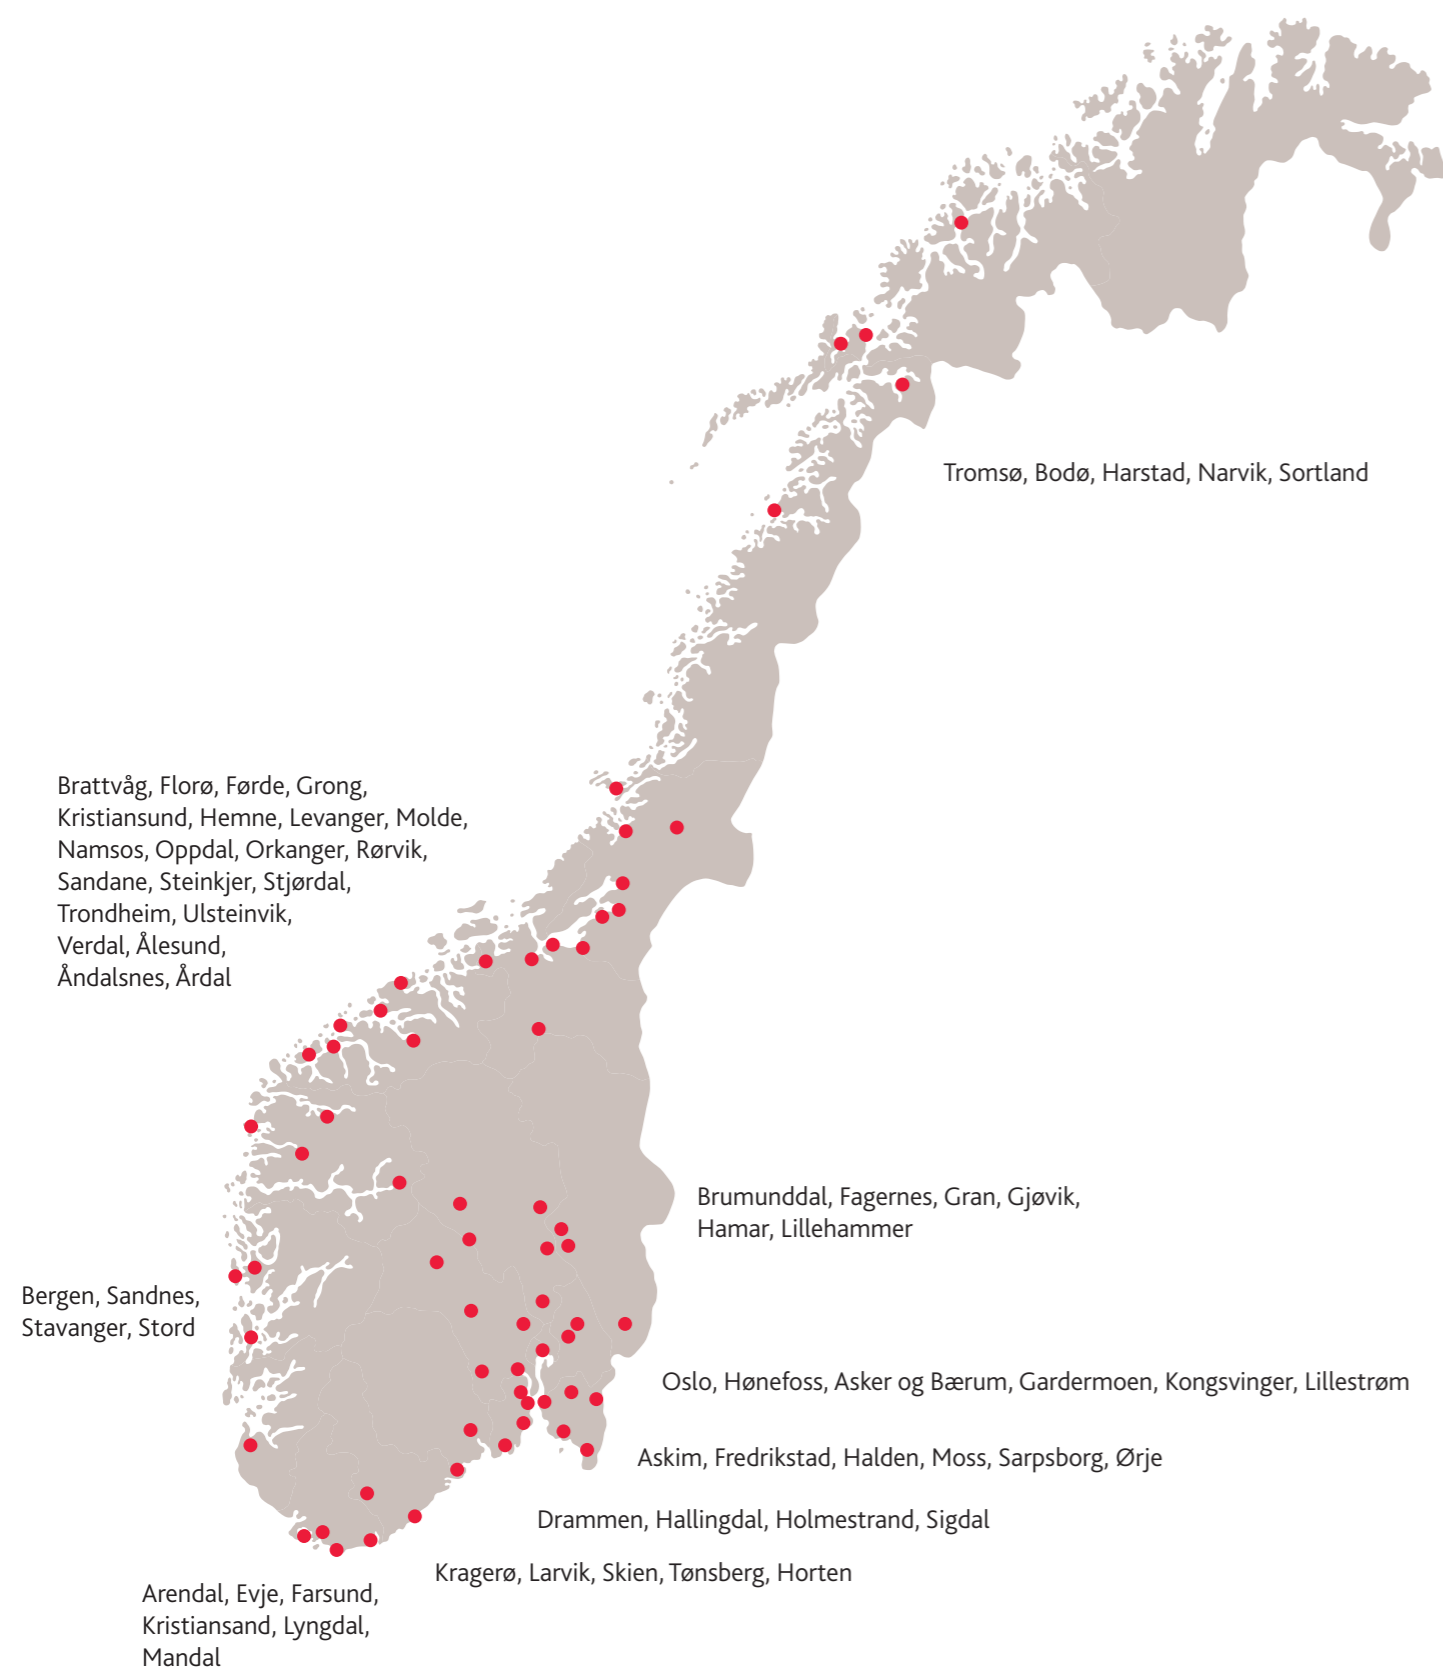 Tromsø, Bodø, Harstad, Narvik, Sortland
Brattvåg, Florø, Førde, Grong,
Kristiansund, Hemne, Levanger, Molde,
Namsos, Oppdal, Orkanger, Rørvik,
Sandane, Steinkjer, Stjørdal,
Trondheim, Ulsteinvik,
Verdal, Ålesund,
Åndalsnes, Årdal
Brumunddal, Fagernes, Gran, Gjøvik,
Hamar, Lillehammer
Bergen, Sandnes,
Stavanger, Stord
Oslo, Hønefoss, Asker og Bærum, Gardermoen, Kongsvinger, Lillestrøm
Askim, Fredrikstad, Halden, Moss, Sarpsborg, Ørje
Drammen, Hallingdal, Holmestrand, Sigdal
Kragerø, Larvik, Skien, Tønsberg, Horten
Arendal, Evje, Farsund,
Kristiansand, Lyngdal,
Mandal